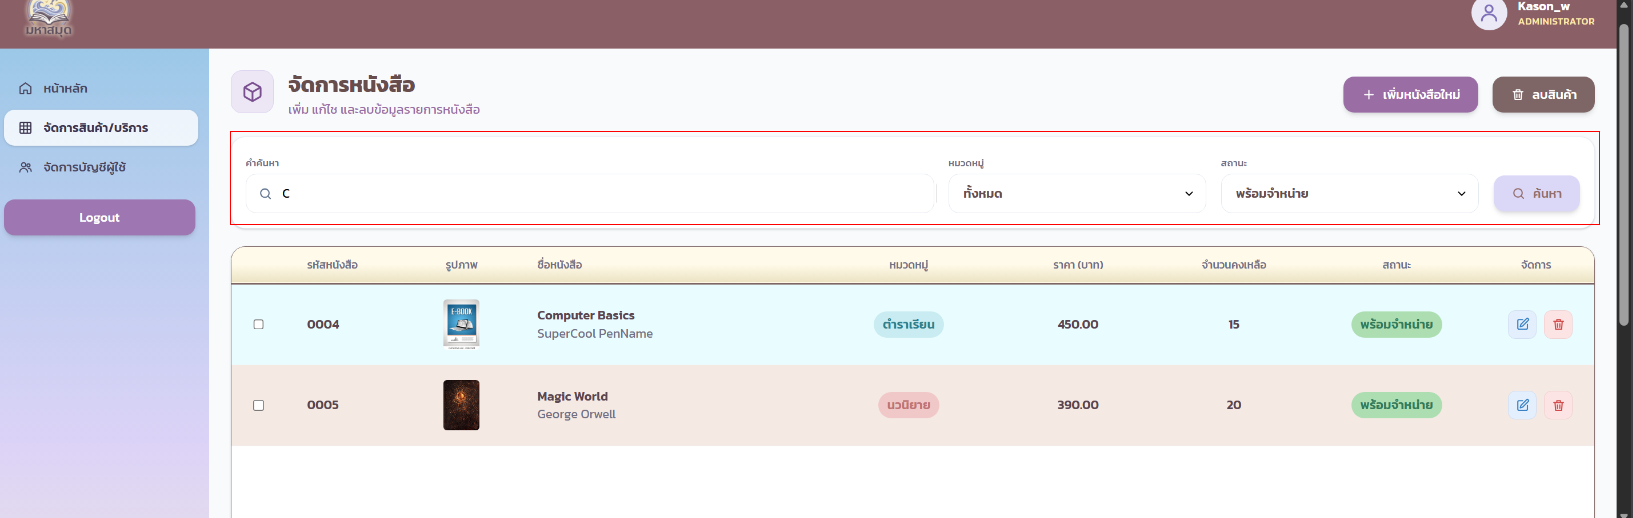 มหาสมุด
Kason_w
ADMINISTRATOR
หน้าหลัก
จัดการสินค้า/บริการ
จัดการบัญชีผู้ใช้
Logout
จัดการหนังสือ
เพิ่ม แก้ไข และลบข้อมูลรายการหนังสือ
+ เพิ่มหนังสือใหม่
ลบสินค้า
คำค้นหา
หมวดหมู่
สถานะ
C
ทั้งหมด
พร้อมจำหน่าย
ค้นหา
รหัสหนังสือ รูปภาพ ชื่อหนังสือ หมวดหมู่ ราคา (บาท) จำนวนคงเหลือ สถานะ จัดการ
0004
E-BOOK
Computer Basics
SuperCool PenName
ตำราเรียน
450.00
15
พร้อมจำหน่าย
0005
Magic World
George Orwell
นวนิยาย
390.00
20
พร้อมจำหน่าย